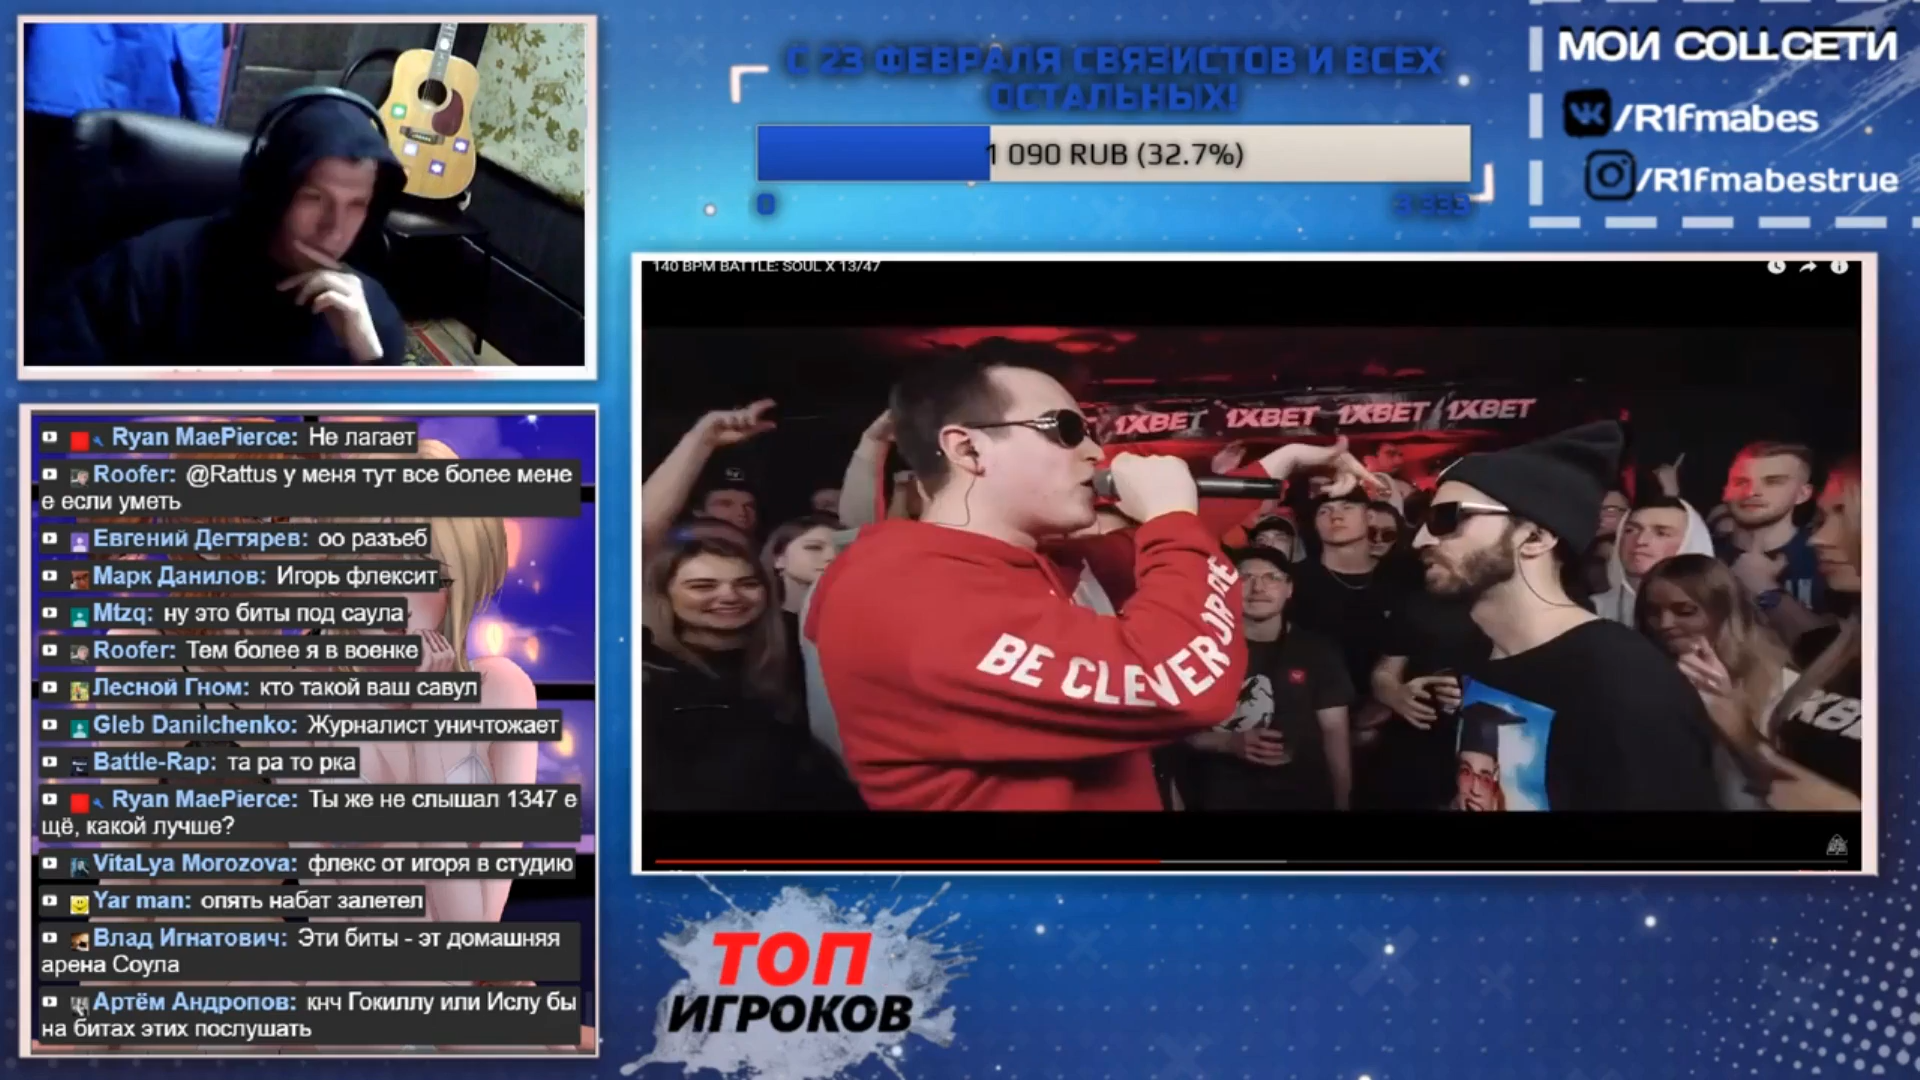 С 23 ФЕВРАЛЯ СВЯЗИСТОВ И ВСЕХ
ОСТАЛЬНЫХ!
1 090 RUB (32.7%)
0
3 333
МОИ СОЦСЕТИ
/R1fmabes
/R1fmabestrue
140 BPM BATTLE: SOUL X 13/47
1XBET 1XBET 1XBET 1XBET
BE CLEVER OR DIE
Ryan MaePierce: Не лагает
Roofer: @Rattus у меня тут все более мене
е если уметь
Евгений Дегтярев: оо разъеб
Марк Данилов: Игорь флексит
Mtzq: ну это биты под саула
Roofer: Тем более я в военке
Лесной Гном: кто такой ваш савул
Gleb Danilchenko: Журналист уничтожает
Battle-Rap: та ра то рка
Ryan MaePierce: Ты же не слышал 1347 е
щё, какой лучше?
VitaLya Morozova: флекс от игоря в студию
Yar man: опять набат залетел
Влад Игнатович: Эти биты - эт домашняя
арена Соула
Артём Андропов: кнч Гокиллу или Ислу бы
на битах этих послушать
ТОП
ИГРОКОВ